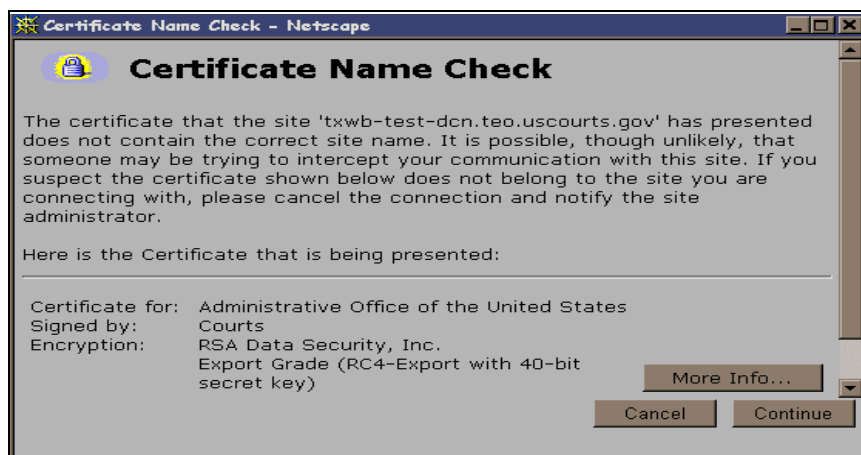 Certificate Name Check - Netscape
Certificate Name Check
The certificate that the site 'txwb-test-dcn.teo.uscourts.gov' has presented
does not contain the correct site name. It is possible, though unlikely, that
someone may be trying to intercept your communication with this site. If you
suspect the certificate shown below does not belong to the site you are
connecting with, please cancel the connection and notify the site
administrator.
Here is the Certificate that is being presented:
Certificate for: Administrative Office of the United States
Signed by: Courts
Encryption: RSA Data Security, Inc.
Export Grade (RC4-Export with 40-bit
secret key)
More Info...
Cancel Continue